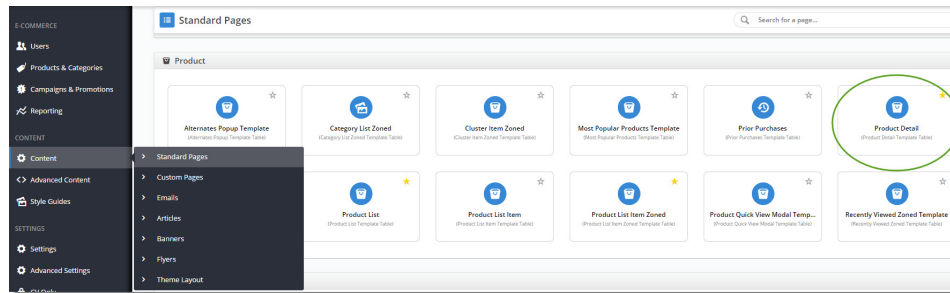 E-COMMERCE
Users
Products & Categories
Campaigns & Promotions
Reporting
CONTENT
Content
Advanced Content
Style Guides
SETTINGS
Settings
Advanced Settings
CV Only
Standard Pages
Custom Pages
Emails
Articles
Banners
Flyers
Theme Layout
Standard Pages
Search for a page...
Product
Alternates Popup Template
(Alternates Popup Template Table)
Category List Zoned
(Category List Zoned Template Table)
Cluster Item Zoned
(Cluster Item Zoned Template Table)
Most Popular Products Template
(Most Popular Products Template Table)
Prior Purchases
(Prior Purchases Template Table)
Product Detail
(Product Detail Template Table)
Product List
(Product List Template Table)
Product List Item
(Product List Item Template Table)
Product List Item Zoned
(Product List Item Zoned Template Table)
Product Quick View Modal Temp...
(Product Quick View Modal Template Table)
Recently Viewed Zoned Template
(Recently Viewed Zoned Template Table)